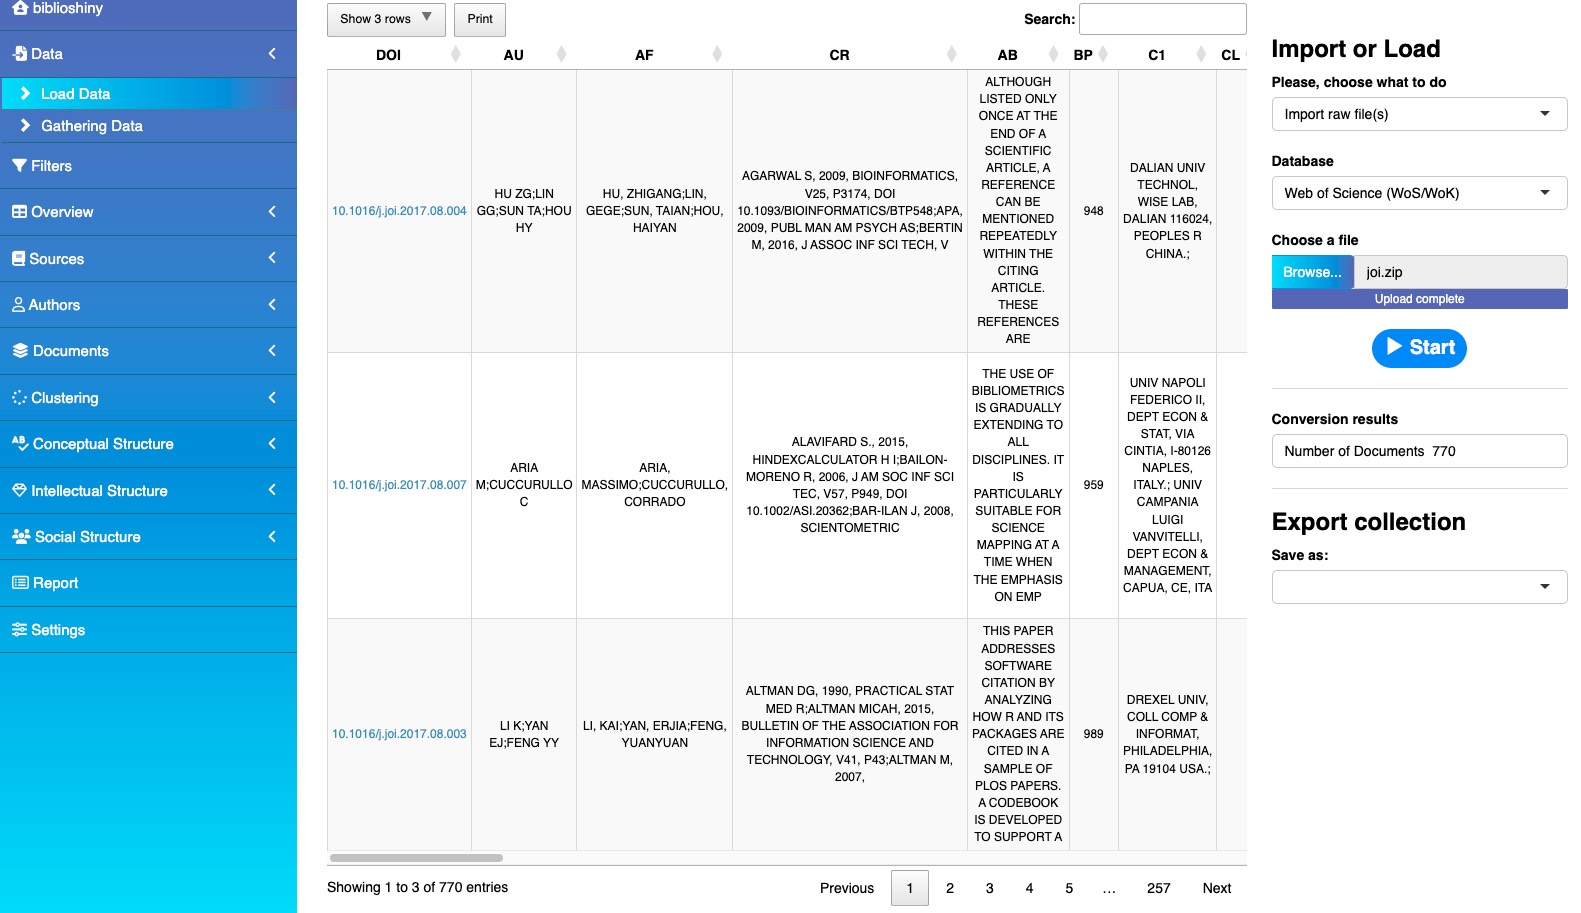 biblioshiny
Data
Load Data
Gathering Data
Filters
Overview
Sources
Authors
Documents
Clustering
Conceptual Structure
Intellectual Structure
Social Structure
Report
Settings
Show 3 rows
Print
Search:
DOI AU AF CR AB BP C1 CL
10.1016/j.joi.2017.08.004
HU ZG;LIN
GG;SUN TA;HOU
HY
HU, ZHIGANG;LIN,
GEGE;SUN, TAIAN;HOU,
HAIYAN
AGARWAL S, 2009, BIOINFORMATICS,
V25, P3174, DOI
10.1093/BIOINFORMATICS/BTP548;APA,
2009, PUBL MAN AM PSYCH AS;BERTIN
M, 2016, J ASSOC INF SCI TECH, V
ALTHOUGH
LISTED ONLY
ONCE AT THE
END OF A
SCIENTIFIC
ARTICLE, A
REFERENCE
CAN BE
MENTIONED
REPEATEDLY
WITHIN THE
CITING
ARTICLE.
THESE
REFERENCES
ARE
948
DALIAN UNIV
TECHNOL,
WISE LAB,
DALIAN 116024,
PEOPLES R
CHINA.;
10.1016/j.joi.2017.08.007
ARIA
M;CUCCURULLO
C
ARIA,
MASSIMO;CUCCURULLO,
CORRADO
ALAVIFARD S., 2015,
HINDEXCALCULATOR H I;BAILON-
MORENO R, 2006, J AM SOC INF SCI
TEC, V57, P949, DOI
10.1002/ASI.20362;BAR-ILAN J, 2008,
SCIENTOMETRIC
THE USE OF
BIBLIOMETRICS
IS GRADUALLY
EXTENDING TO
ALL
DISCIPLINES. IT
IS
PARTICULARLY
SUITABLE FOR
SCIENCE
MAPPING AT A
TIME WHEN
THE EMPHASIS
ON EMP
959
UNIV NAPOLI
FEDERICO II,
DEPT ECON &
STAT, VIA
CINTIA, I-80126
NAPLES,
ITALY.; UNIV
CAMPANIA
LUIGI
VANVITELLI,
DEPT ECON &
MANAGEMENT,
CAPUA, CE, ITA
10.1016/j.joi.2017.08.003
LI K;YAN
EJ;FENG YY
LI, KAI;YAN, ERJIA;FENG,
YUANYUAN
ALTMAN DG, 1990, PRACTICAL STAT
MED R;ALTMAN MICAH, 2015,
BULLETIN OF THE ASSOCIATION FOR
INFORMATION SCIENCE AND
TECHNOLOGY, V41, P43;ALTMAN M,
2007,
THIS PAPER
ADDRESSES
SOFTWARE
CITATION BY
ANALYZING
HOW R AND ITS
PACKAGES ARE
CITED IN A
SAMPLE OF
PLOS PAPERS.
A CODEBOOK
IS DEVELOPED
TO SUPPORT A
989
DREXEL UNIV,
COLL COMP &
INFORMAT,
PHILADELPHIA,
PA 19104 USA.;
Showing 1 to 3 of 770 entries
Previous 1 2 3 4 5 … 257 Next
Import or Load
Please, choose what to do
Import raw file(s)
Database
Web of Science (WoS/WoK)
Choose a file
Browse... joi.zip
Upload complete
Start
Conversion results
Number of Documents 770
Export collection
Save as: